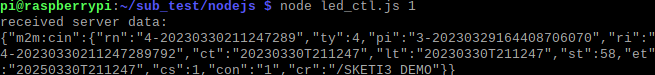 pi@raspberrypi:~/sub_test/nodejs $ node led_ctl.js 1
received server data:
{"m2m:cin":{"rn":"4-20230330211247289","ty":4,"pi":"3-20230329164408706070","ri":"
4-20230330211247289792","ct":"20230330T211247","lt":"20230330T211247","st":58,"et"
:"20250330T211247","cs":1,"con":"1","cr":"/SKETI3_DEMO"}}